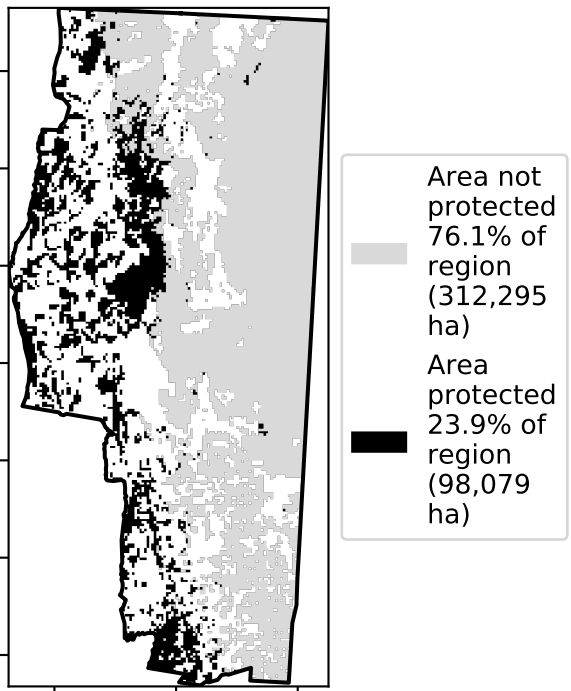 Area not
protected
76.1% of
region
(312,295
ha)
Area
protected
23.9% of
region
(98,079
ha)